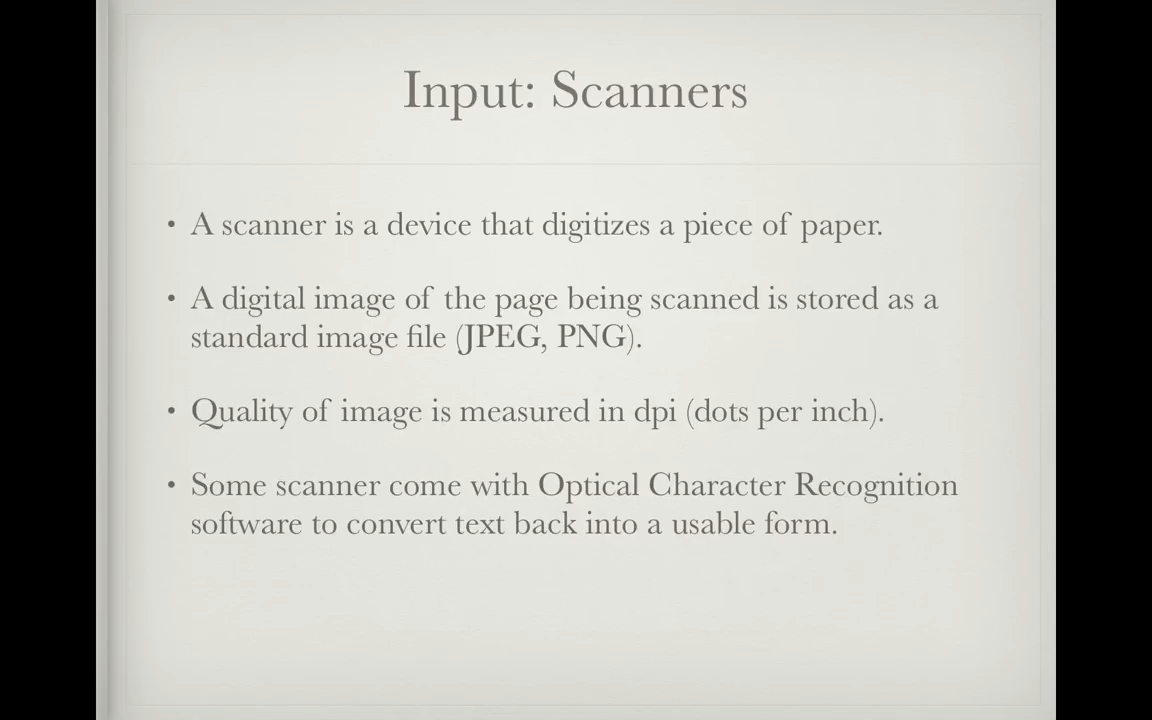 Input: Scanners
• A scanner is a device that digitizes a piece of paper.
• A digital image of the page being scanned is stored as a
standard image file (JPEG, PNG).
• Quality of image is measured in dpi (dots per inch).
• Some scanner come with Optical Character Recognition
software to convert text back into a usable form.